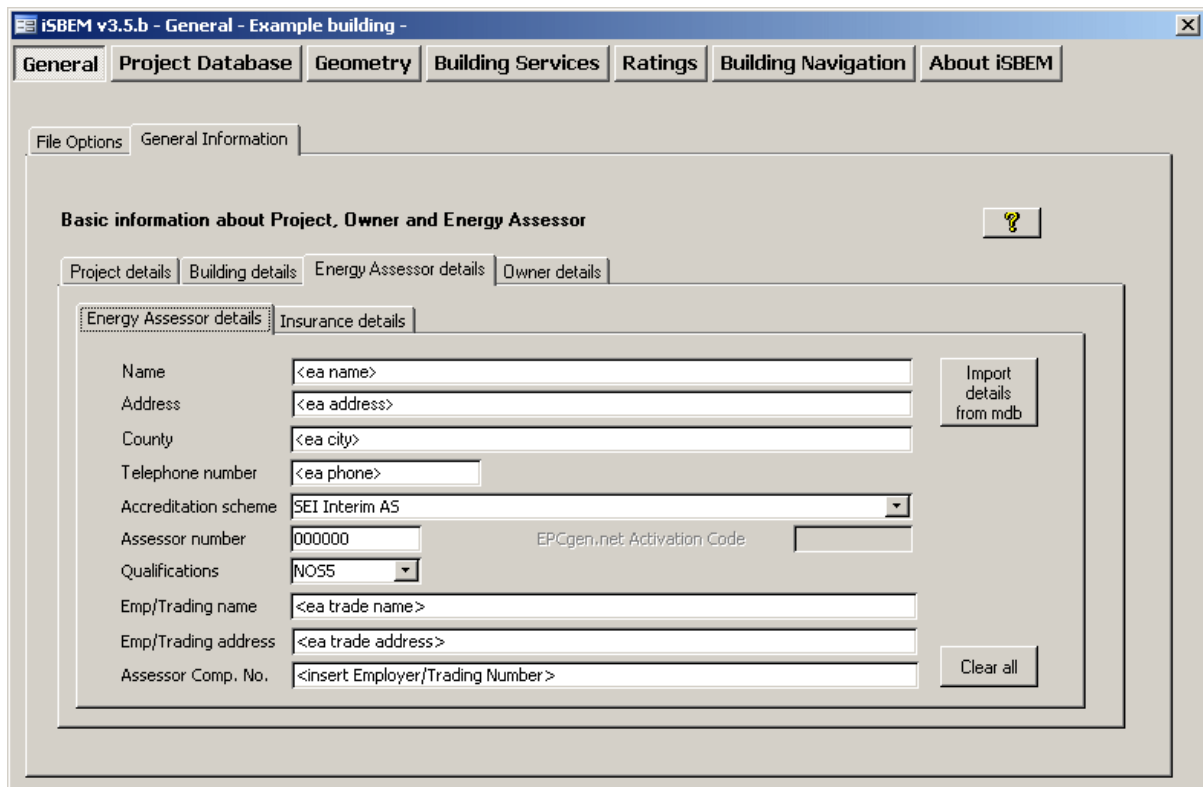 iSBEM v3.5.b - General - Example building -
General Project Database Geometry Building Services Ratings Building Navigation About iSBEM
File Options General Information
Basic information about Project, Owner and Energy Assessor ?
Project details Building details Energy Assessor details Owner details
Energy Assessor details Insurance details
Name <ea name>
Import
details
from mdb
Address <ea address>
County <ea city>
Telephone number <ea phone>
Accreditation scheme SEI Interim AS
Assessor number 000000 EPCgen.net Activation Code
Qualifications NOS5
Emp/Trading name <ea trade name>
Emp/Trading address <ea trade address>
Assessor Comp. No. <insert Employer/Trading Number>
Clear all